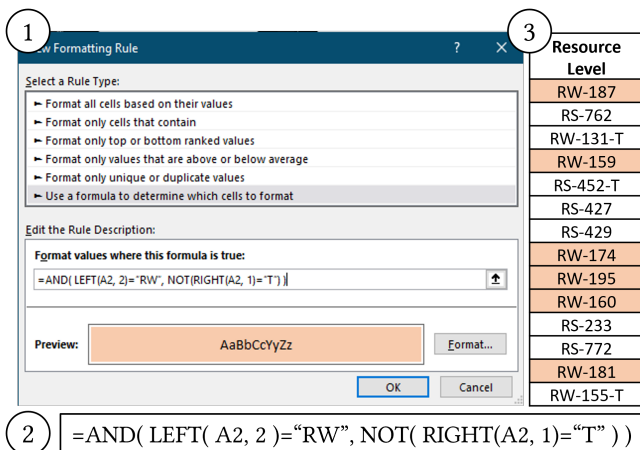 1
w Formatting Rule ? ×
Select a Rule Type:
► Format all cells based on their values
► Format only cells that contain
► Format only top or bottom ranked values
► Format only values that are above or below average
► Format only unique or duplicate values
► Use a formula to determine which cells to format
Edit the Rule Description:
Format values where this formula is true:
=AND( LEFT(A2, 2)="RW", NOT(RIGHT(A2, 1)="T") )
Preview: AaBbCcYyZz Format...
OK Cancel
3
Resource
Level
RW-187
RS-762
RW-131-T
RW-159
RS-452-T
RS-427
RS-429
RW-174
RW-195
RW-160
RS-233
RS-772
RW-181
RW-155-T
2 =AND( LEFT( A2, 2 )=“RW”, NOT( RIGHT(A2, 1)=“T” ) )